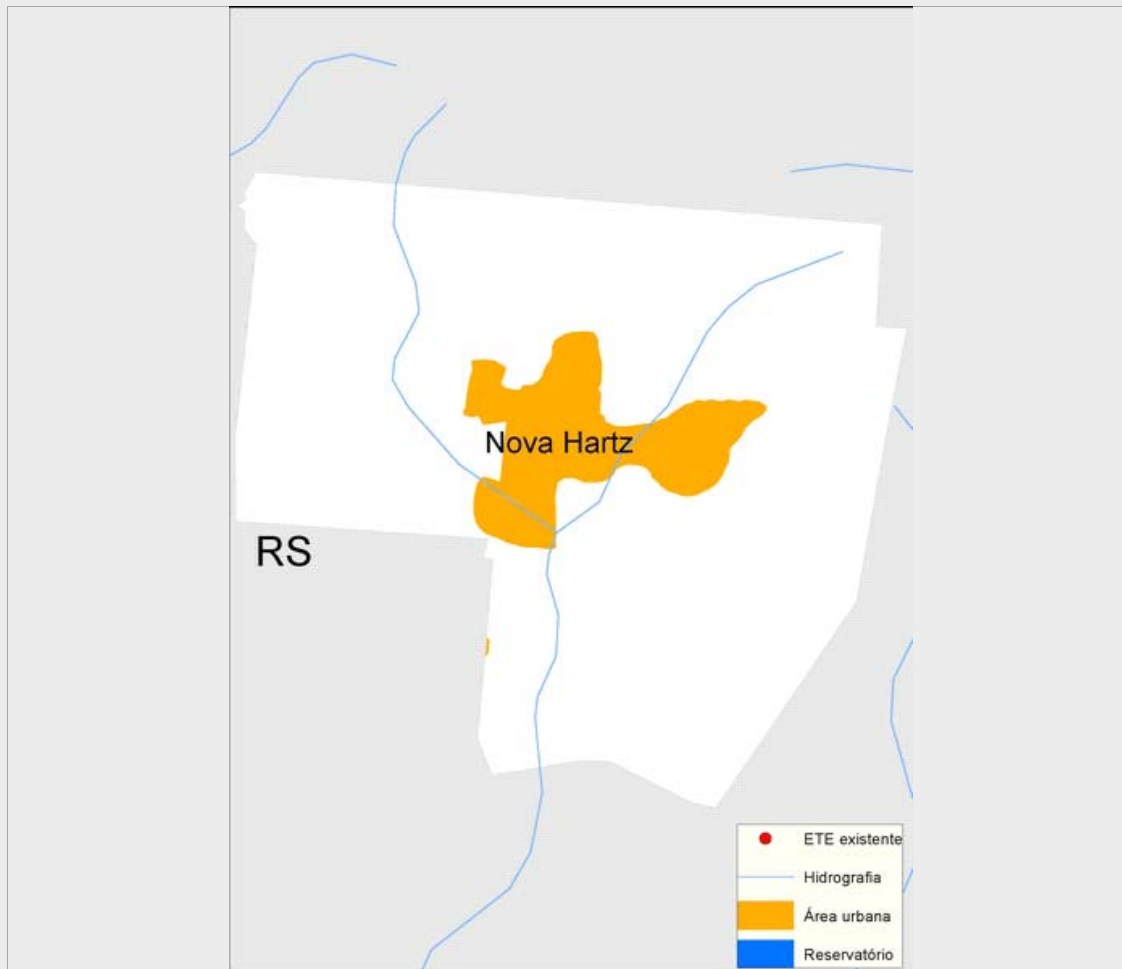 Nova Hartz
RS
ETE existente
Hidrografia
Área urbana
Reservatório